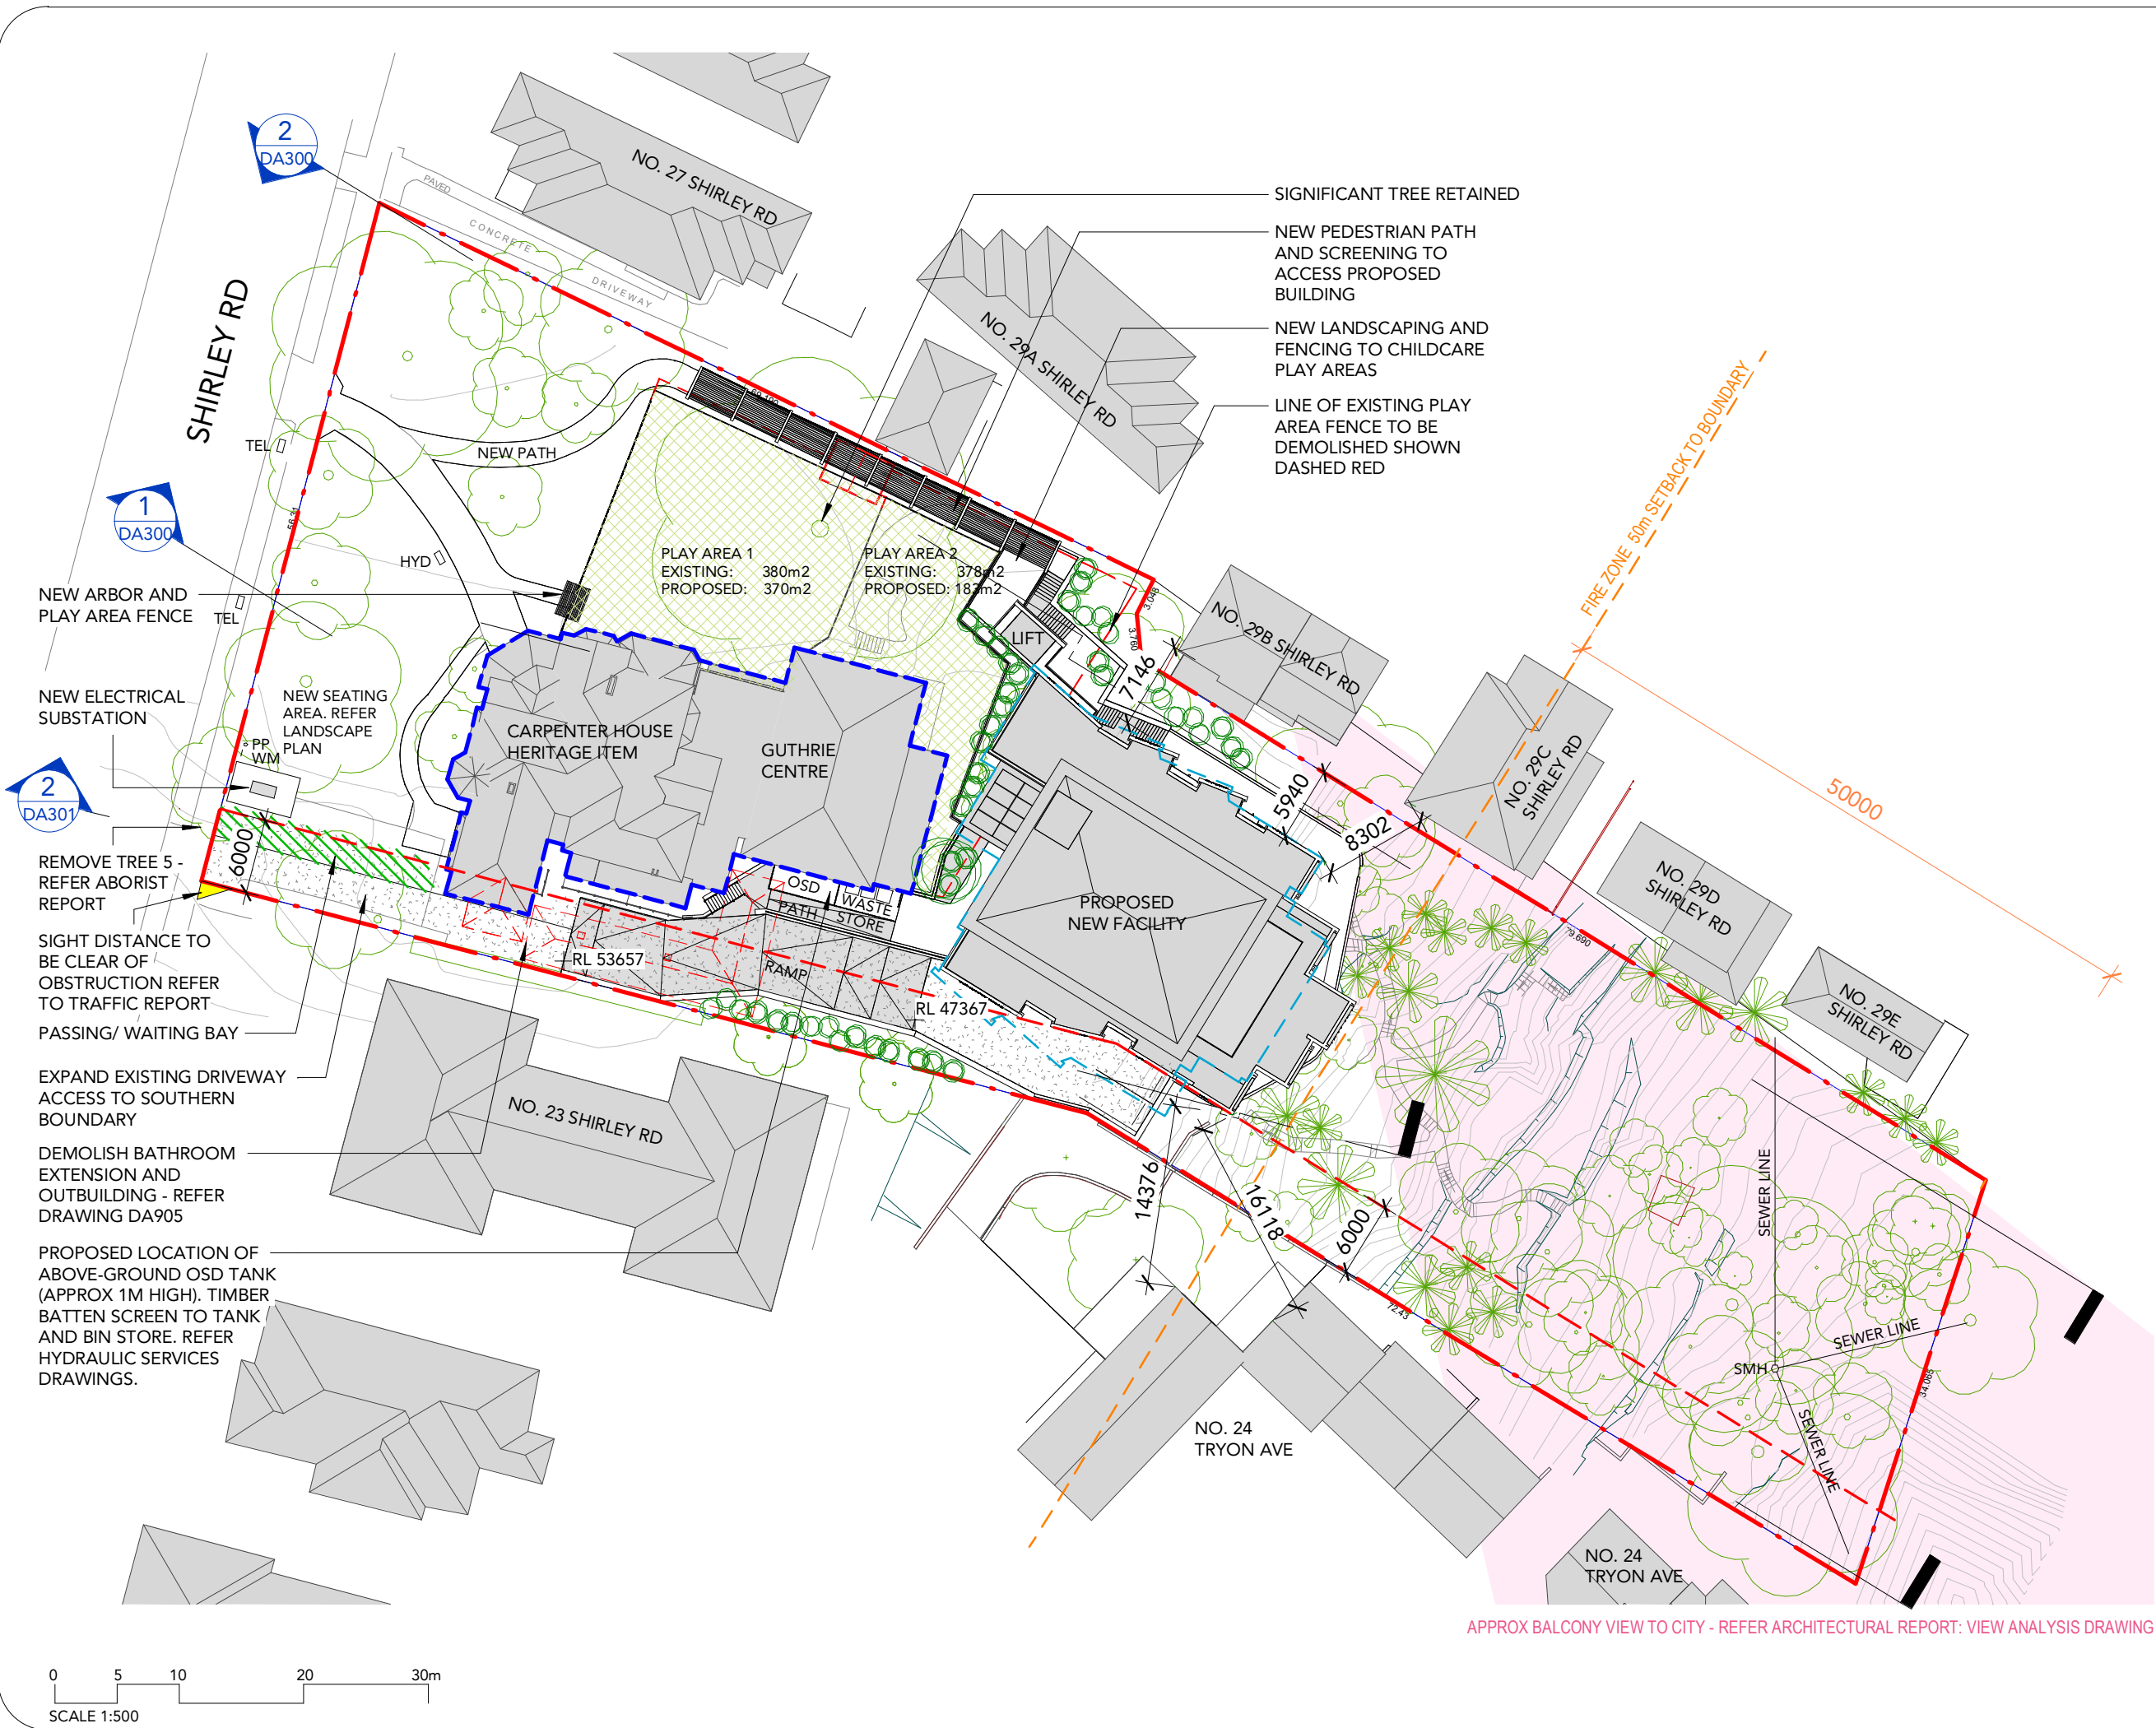 2
DA300
NO. 27 SHIRLEY RD
PAVED
CONCRETE
DRIVEWAY
SHIRLEY RD
SIGNIFICANT TREE RETAINED
NEW PEDESTRIAN PATH
AND SCREENING TO
ACCESS PROPOSED
BUILDING
NEW LANDSCAPING AND
FENCING TO CHILDCARE
PLAY AREAS
LINE OF EXISTING PLAY
AREA FENCE TO BE
DEMOLISHED SHOWN
DASHED RED
NO. 29A SHIRLEY RD
FIRE ZONE 50m SETBACK TO BOUNDARY
TEL
NEW PATH
1
DA300
56.31
HYD
PLAY AREA 1
EXISTING: 380m2
PROPOSED: 370m2
PLAY AREA 2
EXISTING: 378m2
PROPOSED: 183m2
NEW ARBOR AND
PLAY AREA FENCE
TEL
3.048
3.760
LIFT
7146
NO. 29B SHIRLEY RD
NEW ELECTRICAL
SUBSTATION
NEW SEATING
AREA. REFER
LANDSCAPE
PLAN
PP
WM
CARPENTER HOUSE
HERITAGE ITEM
GUTHRIE
CENTRE
NO. 29C
SHIRLEY RD
50000
2
DA301
5940
8302
6000
REMOVE TREE 5 -
REFER ABORIST
REPORT
NO. 29D
SHIRLEY RD
OSD
PATH
WASTE
STORE
PROPOSED
NEW FACILITY
SIGHT DISTANCE TO
BE CLEAR OF
OBSTRUCTION REFER
TO TRAFFIC REPORT
79.690
RL 53657
RAMP
RL 47367
NO. 29E
SHIRLEY RD
PASSING/ WAITING BAY
EXPAND EXISTING DRIVEWAY
ACCESS TO SOUTHERN
BOUNDARY
NO. 23 SHIRLEY RD
DEMOLISH BATHROOM
EXTENSION AND
OUTBUILDING - REFER
DRAWING DA905
14376
16118
6000
SEWER LINE
PROPOSED LOCATION OF
ABOVE-GROUND OSD TANK
(APPROX 1M HIGH). TIMBER
BATTEN SCREEN TO TANK
AND BIN STORE. REFER
HYDRAULIC SERVICES
DRAWINGS.
72.43
SEWER LINE
SMH
34.065
SEWER LINE
NO. 24
TRYON AVE
NO. 24
TRYON AVE
APPROX BALCONY VIEW TO CITY - REFER ARCHITECTURAL REPORT: VIEW ANALYSIS DRAWING
0 5 10 20 30m
SCALE 1:500